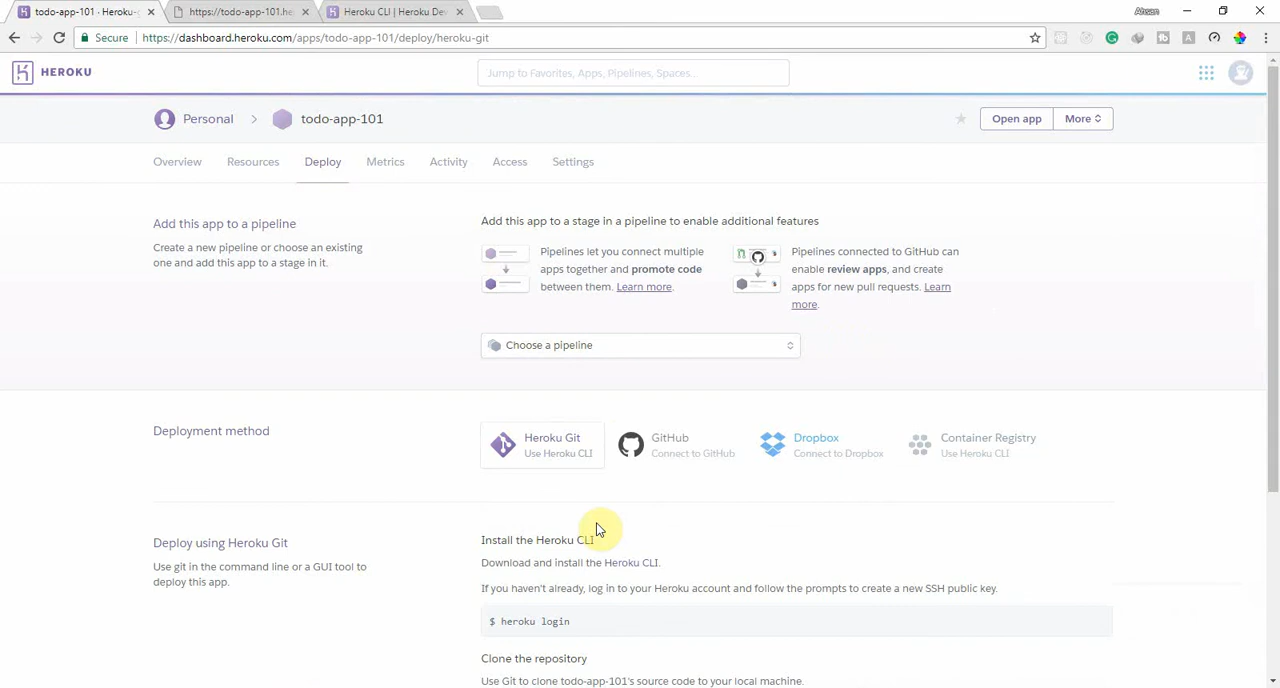 todo-app-101 · Heroku-
https://todo-app-101.he
Heroku CLI | Heroku Dev
Secure
https://dashboard.heroku.com/apps/todo-app-101/deploy/heroku-git
HEROKU
Jump to Favorites, Apps, Pipelines, Spaces...
Personal > todo-app-101
Open app
More
Overview
Resources
Deploy
Metrics
Activity
Access
Settings
Add this app to a pipeline
Create a new pipeline or choose an existing
one and add this app to a stage in it.
Add this app to a stage in a pipeline to enable additional features
Pipelines let you connect multiple
apps together and promote code
between them. Learn more.
Pipelines connected to GitHub can
enable review apps, and create
apps for new pull requests. Learn
more.
Choose a pipeline
Deployment method
Heroku Git
Use Heroku CLI
GitHub
Connect to GitHub
Dropbox
Connect to Dropbox
Container Registry
Use Heroku CLI
Deploy using Heroku Git
Use git in the command line or a GUI tool to
deploy this app.
Install the Heroku CLI
Download and install the Heroku CLI.
If you haven't already, log in to your Heroku account and follow the prompts to create a new SSH public key.
$ heroku login
Clone the repository
Use Git to clone todo-app-101's source code to your local machine.